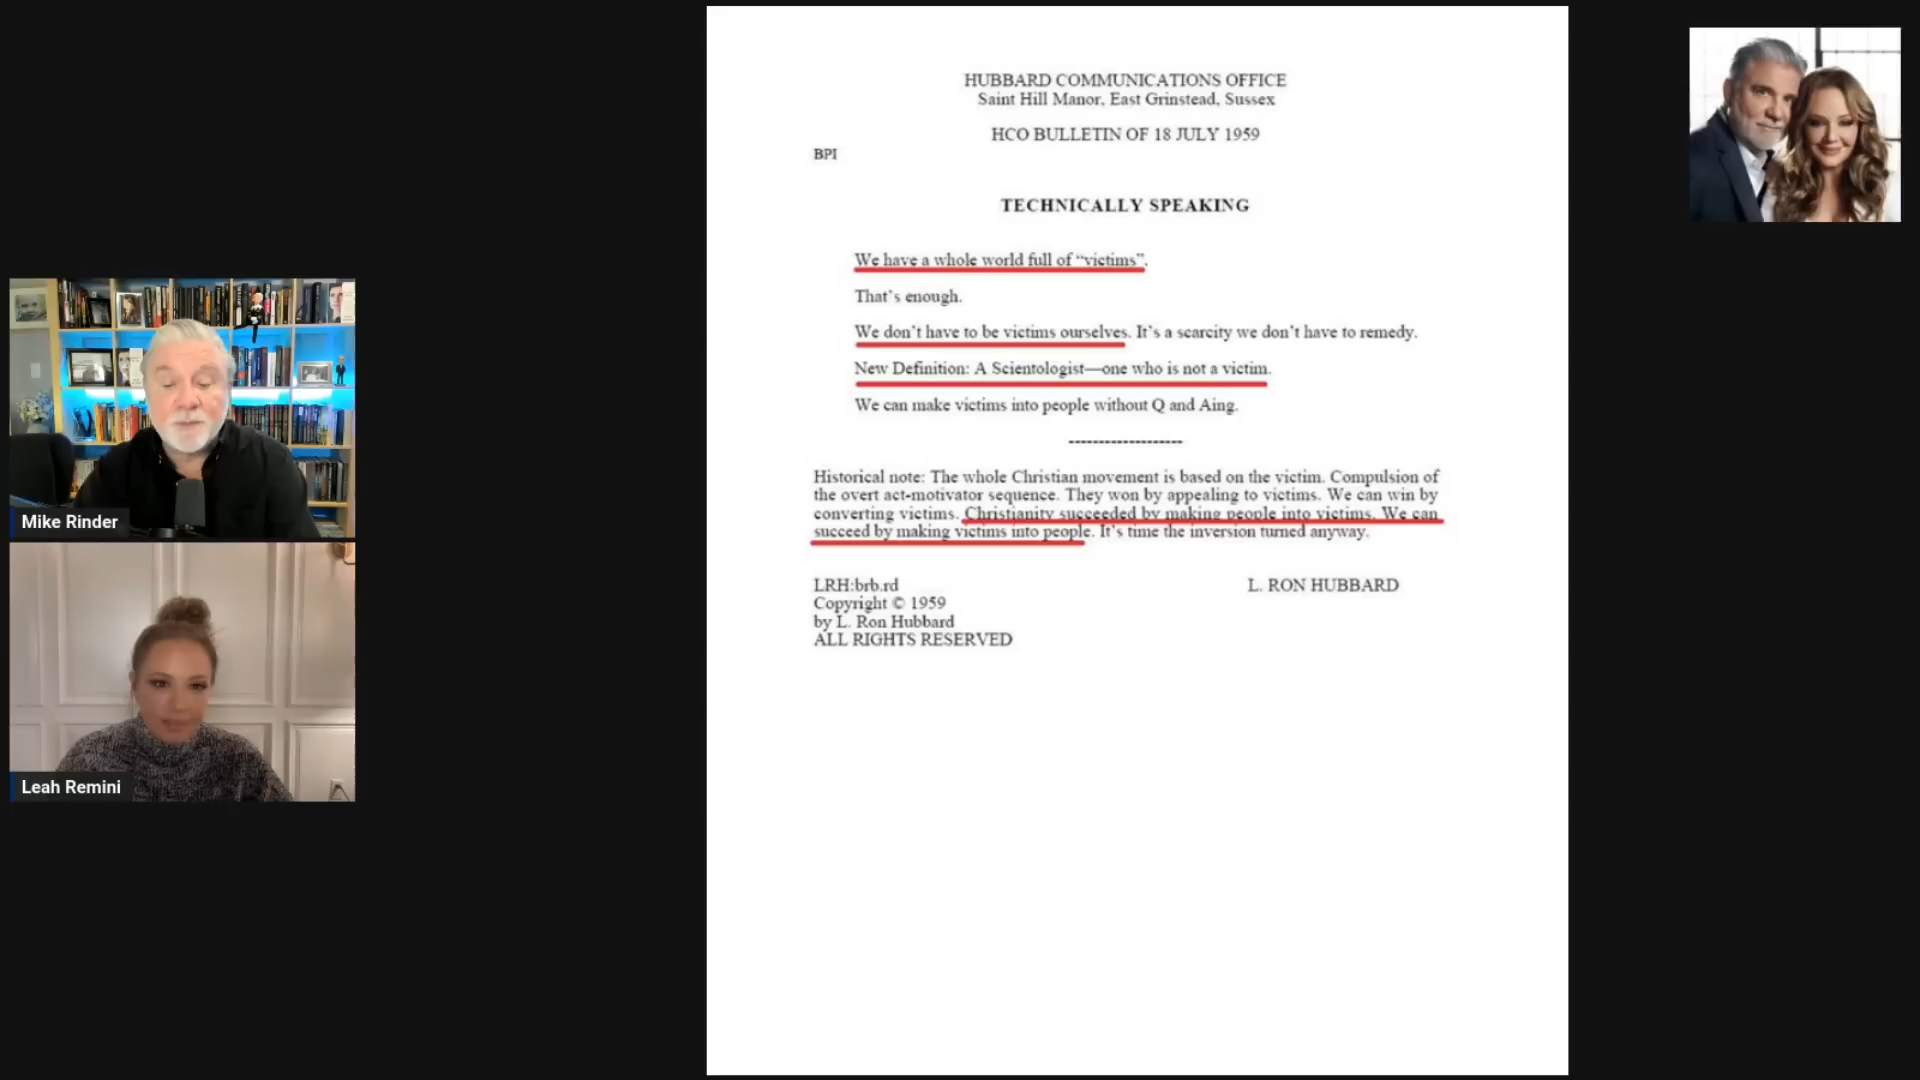 HUBBARD COMMUNICATIONS OFFICE
Saint Hill Manor, East Grinstead, Sussex
HCO BULLETIN OF 18 JULY 1959
BPI
TECHNICALLY SPEAKING
We have a whole world full of “victims”.
That’s enough.
We don’t have to be victims ourselves. It’s a scarcity we don’t have to remedy.
New Definition: A Scientologist—one who is not a victim.
We can make victims into people without Q and Aing.
-------------------
Historical note: The whole Christian movement is based on the victim. Compulsion of
the overt act-motivator sequence. They won by appealing to victims. We can win by
converting victims. Christianity succeeded by making people into victims. We can
succeed by making victims into people. It’s time the inversion turned anyway.
LRH:brb.rd
L. RON HUBBARD
Copyright © 1959
by L. Ron Hubbard
ALL RIGHTS RESERVED
Mike Rinder
Leah Remini